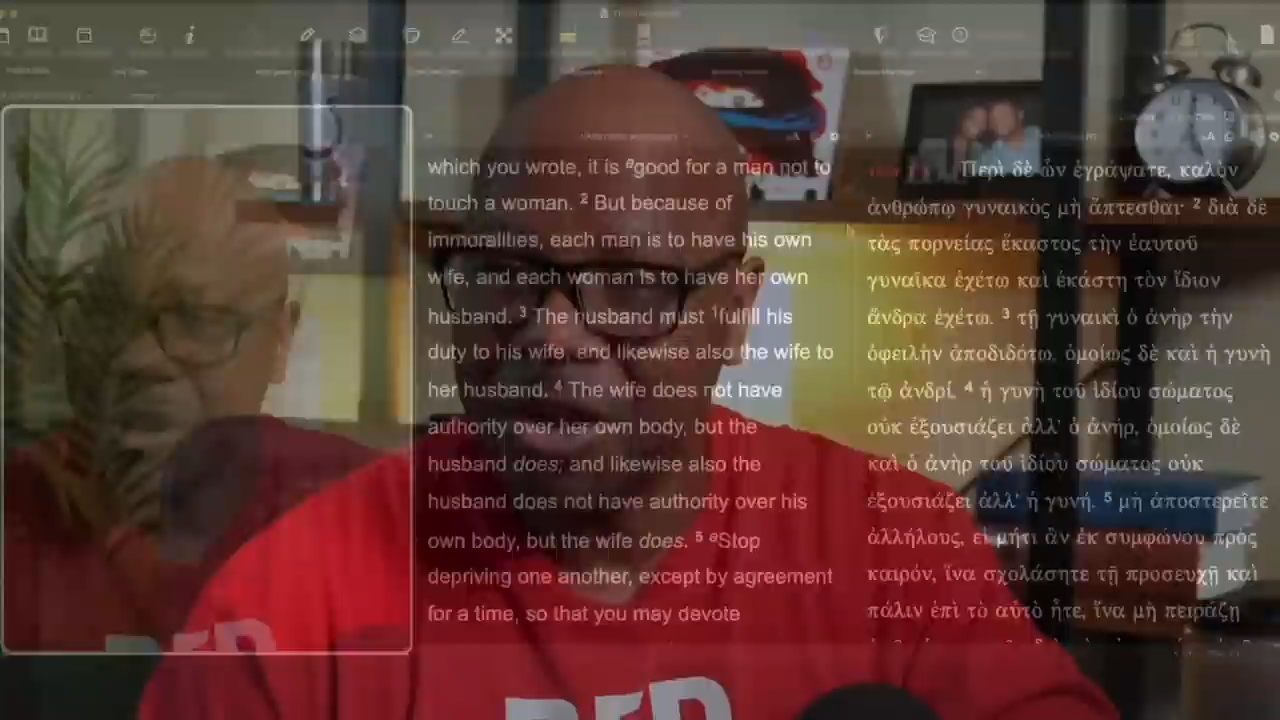 which you wrote, it is ᵃgood for a man not to
touch a woman. ² But because of
immoralities, each man is to have his own
wife, and each woman is to have her own
husband. ³ The husband must ¹fulfill his
duty to his wife, and likewise also the wife to
her husband. ⁴ The wife does not have
authority over her own body, but the
husband does; and likewise also the
husband does not have authority over his
own body, but the wife does. ⁵ ᵃStop
depriving one another, except by agreement
for a time, so that you may devote
Περὶ δὲ ὧν ἐγράψατε, καλὸν
ἀνθρώπῳ γυναικὸς μὴ ἅπτεσθαι· ² διὰ δὲ
τὰς πορνείας ἕκαστος τὴν ἑαυτοῦ
γυναῖκα ἐχέτω καὶ ἑκάστη τὸν ἴδιον
ἄνδρα ἐχέτω. ³ τῇ γυναικὶ ὁ ἀνὴρ τὴν
ὀφειλὴν ἀποδιδότω, ὁμοίως δὲ καὶ ἡ γυνὴ
τῷ ἀνδρί. ⁴ ἡ γυνὴ τοῦ ἰδίου σώματος
οὐκ ἐξουσιάζει ἀλλ’ ὁ ἀνήρ, ὁμοίως δὲ
καὶ ὁ ἀνὴρ τοῦ ἰδίου σώματος οὐκ
ἐξουσιάζει ἀλλ’ ἡ γυνή. ⁵ μὴ ἀποστερεῖτε
ἀλλήλους, εἰ μήτι ἂν ἐκ συμφώνου πρὸς
καιρόν, ἵνα σχολάσητε τῇ προσευχῇ καὶ
πάλιν ἐπὶ τὸ αὐτὸ ἦτε, ἵνα μὴ πειράζῃ